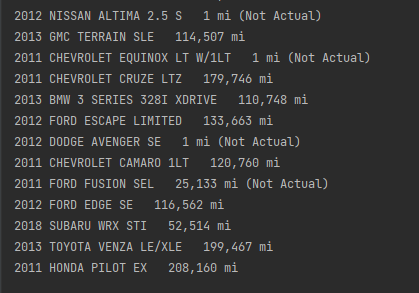 2012 NISSAN ALTIMA 2.5 S   1 mi (Not Actual)
2013 GMC TERRAIN SLE   114,507 mi
2011 CHEVROLET EQUINOX LT W/1LT   1 mi (Not Actual)
2011 CHEVROLET CRUZE LTZ   179,746 mi
2013 BMW 3 SERIES 328I XDRIVE   110,748 mi
2012 FORD ESCAPE LIMITED   133,663 mi
2012 DODGE AVENGER SE   1 mi (Not Actual)
2011 CHEVROLET CAMARO 1LT   120,760 mi
2011 FORD FUSION SEL   25,133 mi (Not Actual)
2012 FORD EDGE SE   116,562 mi
2018 SUBARU WRX STI   52,514 mi
2013 TOYOTA VENZA LE/XLE   199,467 mi
2011 HONDA PILOT EX   208,160 mi